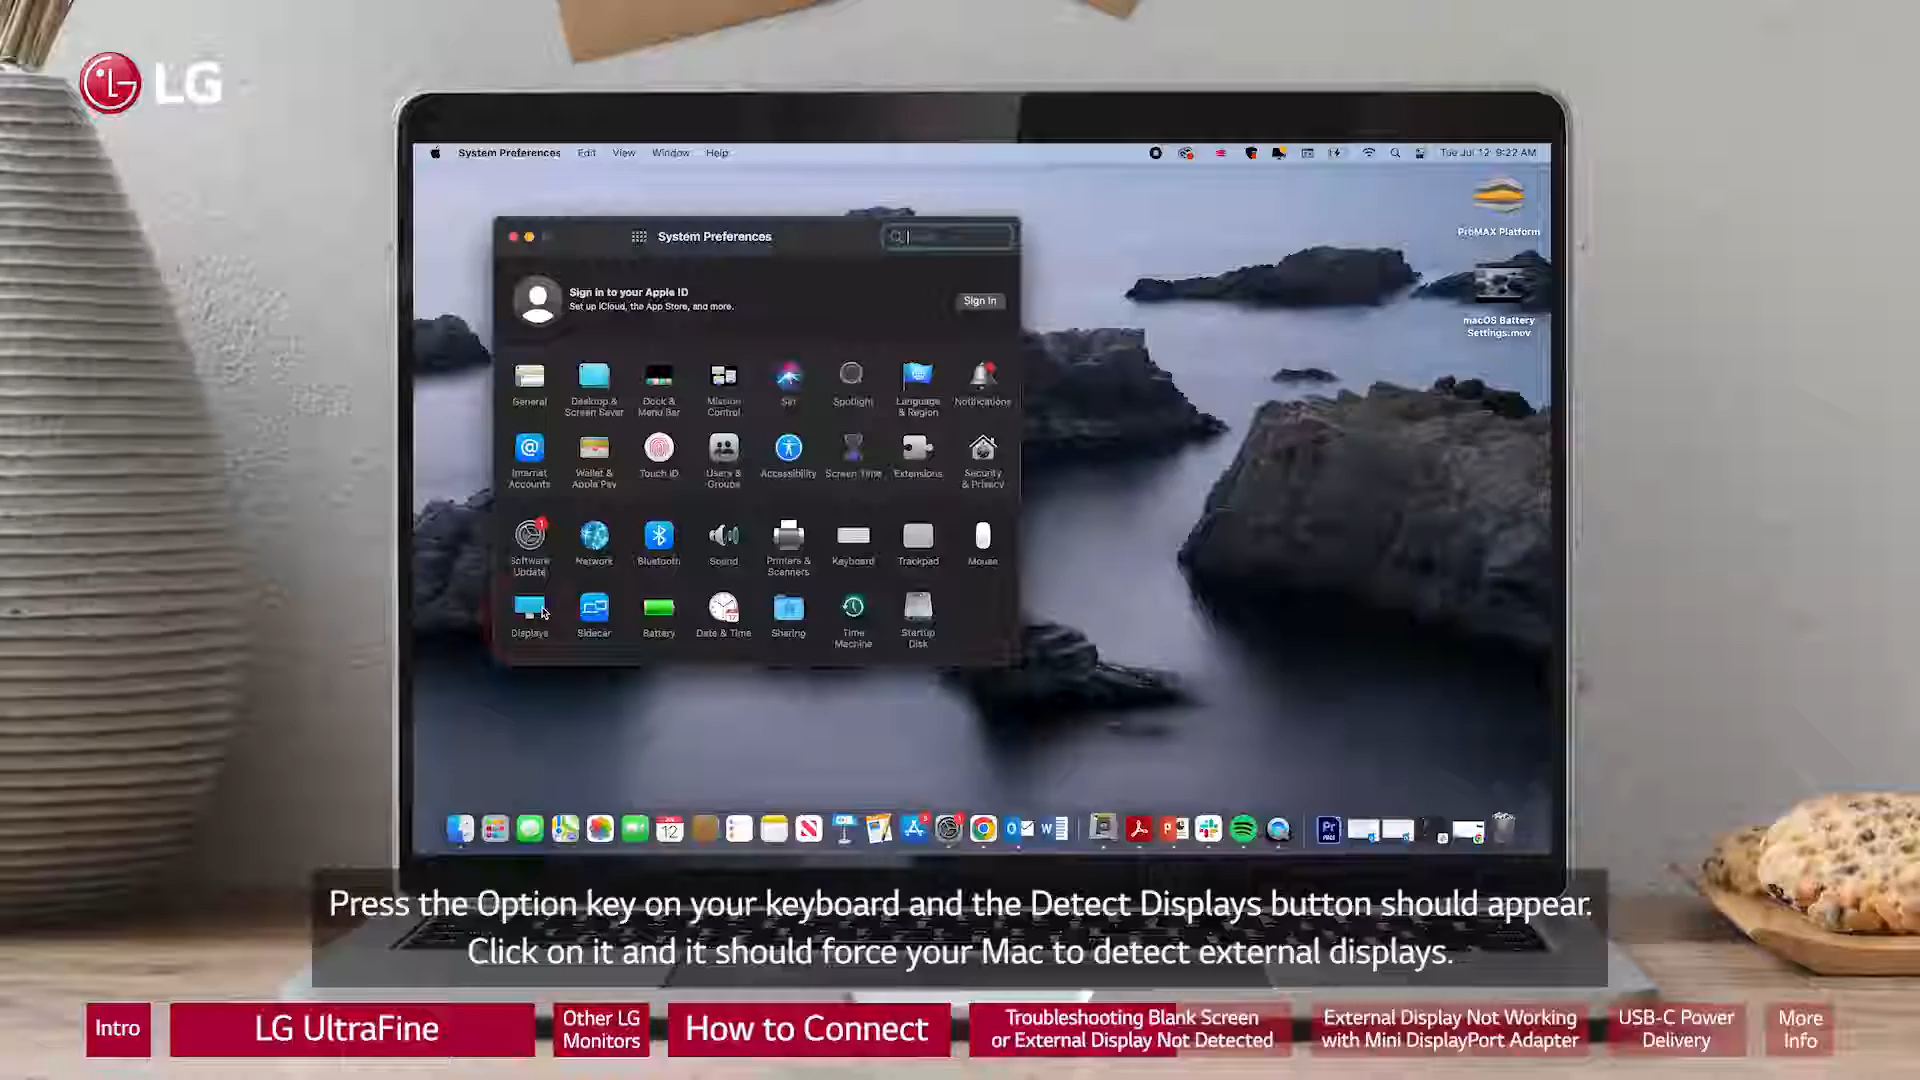 LG
System Preferences Edit View Window Help
Tue Jul 12 9:22 AM
ProMAX Platform
macOS Battery
Settings.mov
System Preferences
Sign in to your Apple ID
Set up iCloud, the App Store, and more.
Sign In
General
Desktop &
Screen Saver
Dock &
Menu Bar
Mission
Control
Siri
Spotlight
Language
& Region
Notifications
Internet
Accounts
Wallet &
Apple Pay
Touch ID
Users &
Groups
Accessibility
Screen Time
Extensions
Security
& Privacy
Software
Update
Network
Bluetooth
Sound
Printers &
Scanners
Keyboard
Trackpad
Mouse
Displays
Sidecar
Battery
Date & Time
Sharing
Time
Machine
Startup
Disk
12
Press the Option key on your keyboard and the Detect Displays button should appear.
Click on it and it should force your Mac to detect external displays.
Intro
LG UltraFine
Other LG
Monitors
How to Connect
Troubleshooting Blank Screen
or External Display Not Detected
External Display Not Working
with Mini DisplayPort Adapter
USB-C Power
Delivery
More
Info